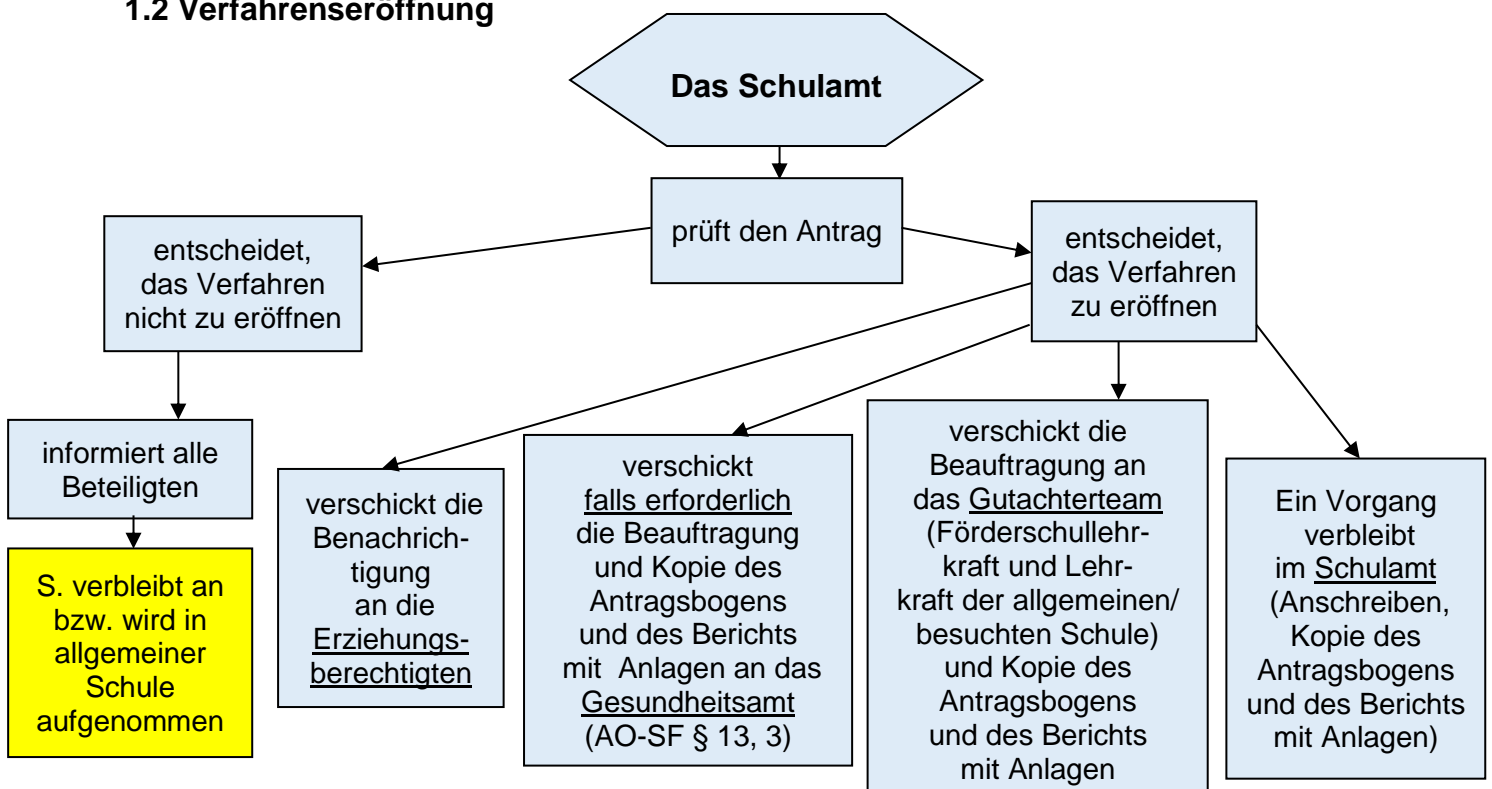 1.2 Verfahrenseröffnung
Das Schulamt
prüft den Antrag
entscheidet,
das Verfahren
nicht zu eröffnen
entscheidet,
das Verfahren
zu eröffnen
informiert alle
Beteiligten
S. verbleibt an
bzw. wird in
allgemeiner
Schule
aufgenommen
verschickt die
Benachrich-
tigung
an die
Erziehungs-
berechtigten
verschickt
falls erforderlich
die Beauftragung
und Kopie des
Antragsbogens
und des Berichts
mit Anlagen an das
Gesundheitsamt
(AO-SF § 13, 3)
verschickt die
Beauftragung an
das Gutachterteam
(Förderschullehr-
kraft und Lehr-
kraft der allgemeinen/
besuchten Schule)
und Kopie des
Antragsbogens
und des Berichts
mit Anlagen
Ein Vorgang
verbleibt
im Schulamt
(Anschreiben,
Kopie des
Antragsbogens
und des Berichts
mit Anlagen)